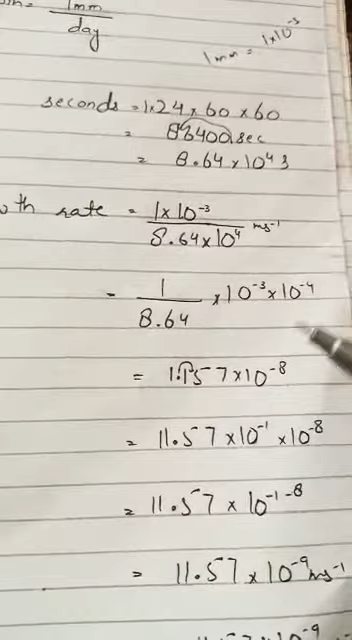 1mm
day
1mm = 1x10⁻³
seconds = 1x24 x 60 x 60
= 86400 sec
= 8.64 x 10⁴ s
rate = 1x10⁻³ / 8.64x10⁴ ms⁻¹
= 1 / 8.64 x 10⁻³ x 10⁻⁴
= 1.157 x 10⁻⁸
= 11.57 x 10⁻¹ x 10⁻⁸
= 11.57 x 10⁻¹⁻⁸
= 11.57 x 10⁻⁹ ms⁻¹